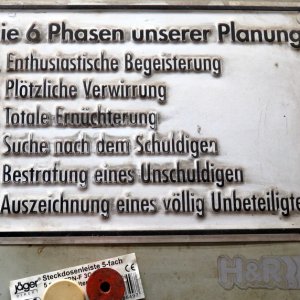 ie 6 Phasen unserer Planung
Enthusiastische Begeisterung
Plötzliche Verwirrung
Totale Ernüchterung
Suche nach dem Schuldigen
Bestrafung eines Unschuldigen
Auszeichnung eines völlig Unbeteiligte
H&R
jäger
Steckdosenleiste 5-fach